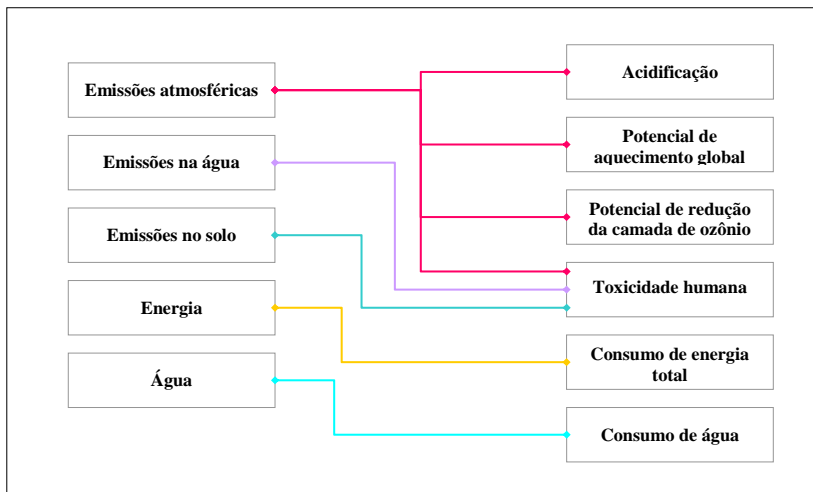 Emissões atmosféricas
Emissões na água
Emissões no solo
Energia
Água
Acidificação
Potencial de
aquecimento global
Potencial de redução
da camada de ozônio
Toxicidade humana
Consumo de energia
total
Consumo de água